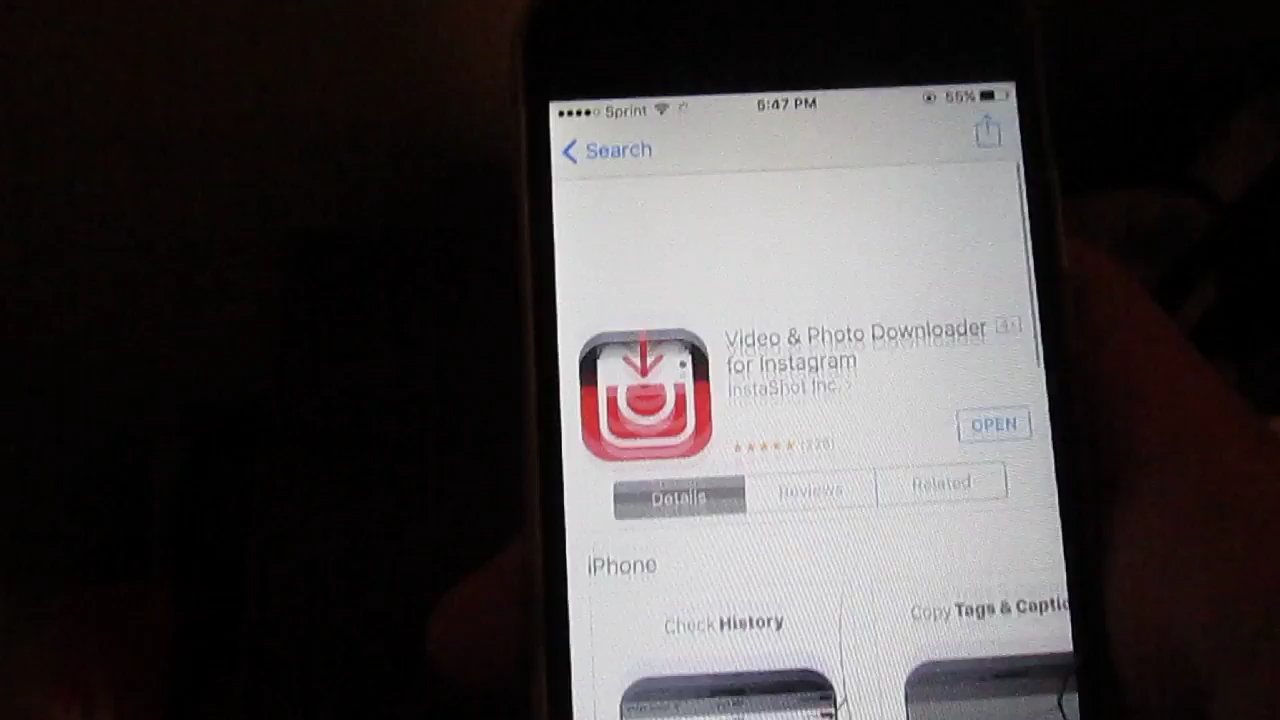 Sprint 5:47 PM 55%
Search
Video & Photo Downloader 4+
for Instagram
InstaShot Inc.
OPEN
Details Reviews Related
iPhone
Check History
Copy Tags & Captio